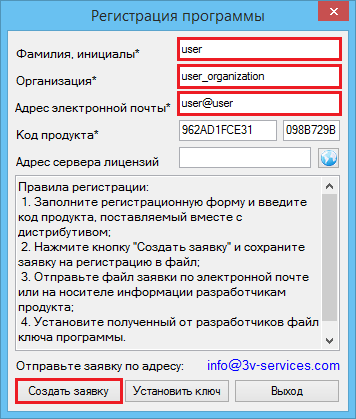 Регистрация программы
Фамилия, инициалы* user
Организация* user_organization
Адрес электронной почты* user@user
Код продукта* 962AD1FCE31 098B729B
Адрес сервера лицензий
Правила регистрации:
1. Заполните регистрационную форму и введите
код продукта, поставляемый вместе с
дистрибутивом;
2. Нажмите кнопку "Создать заявку" и сохраните
заявку на регистрацию в файл;
3. Отправьте файл заявки по электронной почте
или на носителе информации разработчикам
продукта;
4. Установите полученный от разработчиков файл
ключа программы.
Отправьте заявку по адресу: info@3v-services.com
Создать заявку Установить ключ Выход